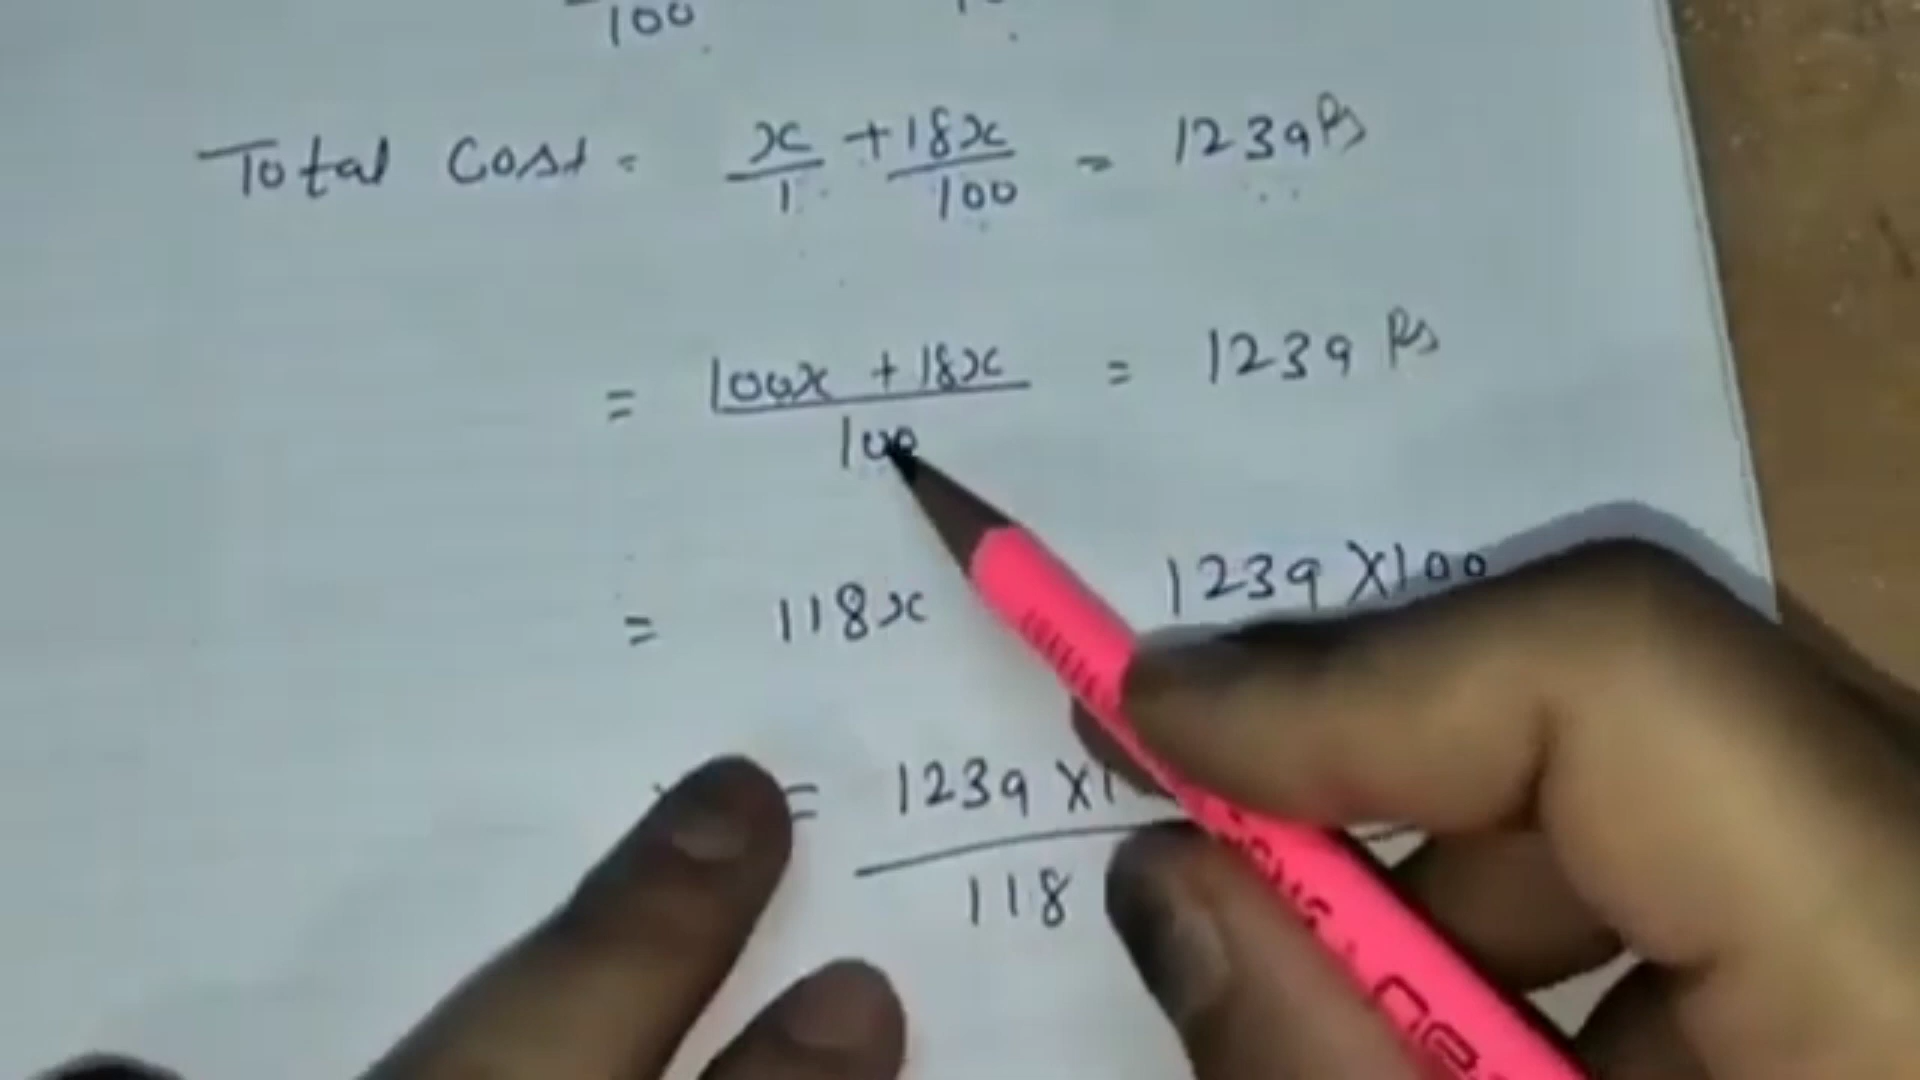 100
Total Cost = x/1 + 18x/100 = 1239 Rs
= 100x + 18x/100 = 1239 Rs
= 118x 1239 X100
= 1239 X1 / 118